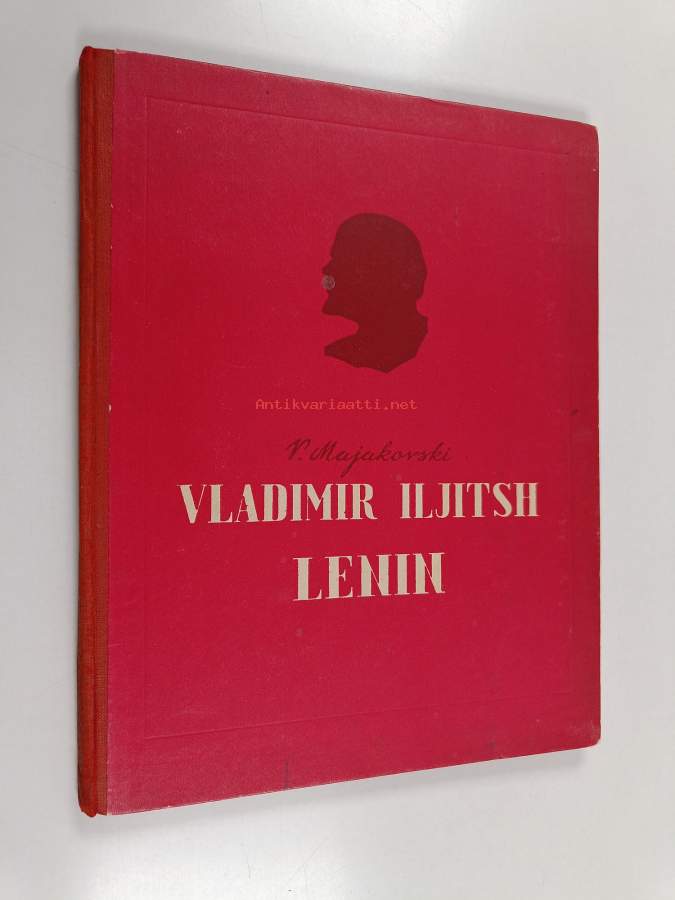 Antikvariaatti.net
V. Majakovski
VLADIMIR ILJITSH
LENIN